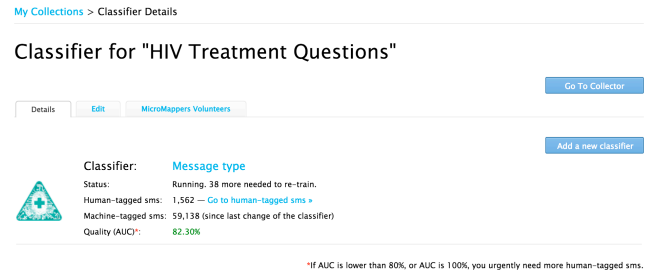 My Collections > Classifier Details
Classifier for "HIV Treatment Questions"
Go To Collector
Details Edit MicroMappers Volunteers
Add a new classifier
Classifier: Message type
Status: Running. 38 more needed to re-train.
Human-tagged sms: 1,562 — Go to human-tagged sms »
Machine-tagged sms: 59,138 (since last change of the classifier)
Quality (AUC)*: 82.30%
*If AUC is lower than 80%, or AUC is 100%, you urgently need more human-tagged sms.